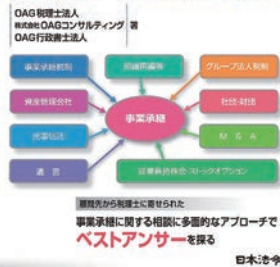 OAG税理士法人
株式会社OAGコンサルティング 著
OAG行政書士法人
事業承継税制
組織再編等
グループ法人税制
資産管理会社
社団・財団
事業承継
民事信託
M&A
遺言
従業員持株会・ストックオプション
顧問先から税理士に寄せられた
事業承継に関する相談に多面的なアプローチで
ベストアンサーを探る
日本法令